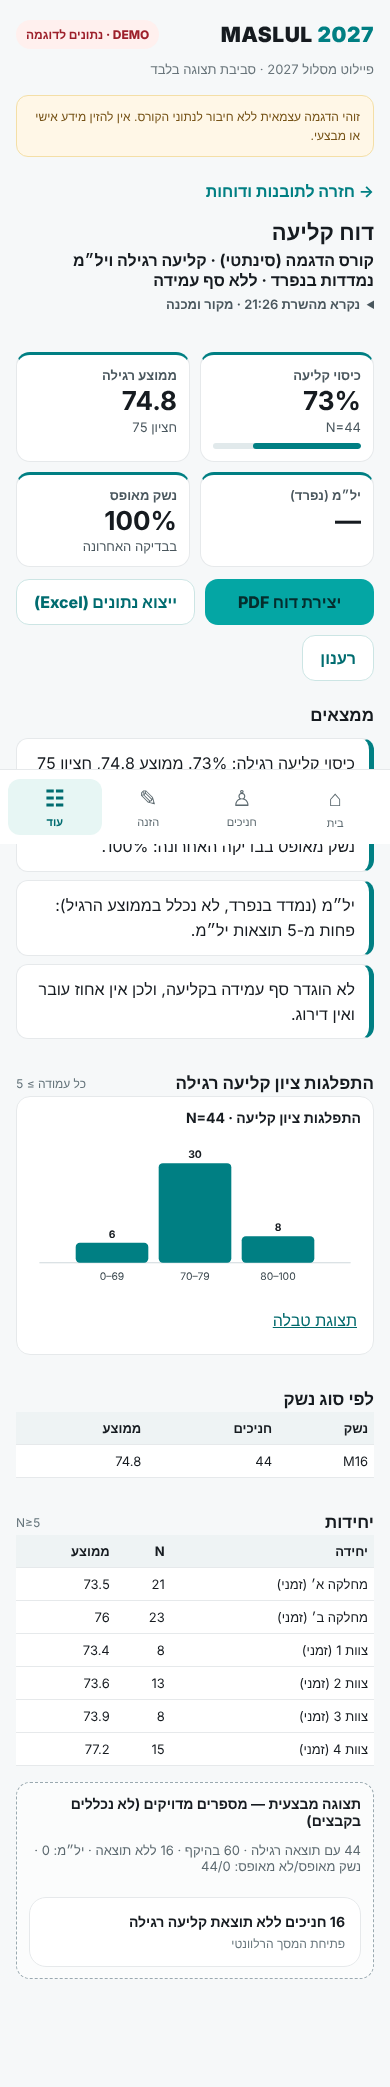 MASLUL 2027
DEMO · נתונים לדוגמה
פיילוט מסלול 2027 · סביבת תצוגה בלבד
זוהי הדגמה עצמאית ללא חיבור לנתוני הקורס. אין להזין מידע אישי
או מבצעי.
→ חזרה לתובנות ודוחות
דוח קליעה
קורס הדגמה (סינתטי) · קליעה רגילה ויל״מ
נמדדות בנפרד · ללא סף עמידה
◀ נקרא מהשרת 21:26 · מקור ומכנה
כיסוי קליעה
73%
N=44
ממוצע רגילה
74.8
חציון 75
יל״מ (נפרד)
—
נשק מאופס
100%
בבדיקה האחרונה
יצירת דוח PDF
ייצוא נתונים (Excel)
רענון
ממצאים
כיסוי קליעה רגילה: 73%. ממוצע 74.8, חציון 75
בית
חניכים
הזנה
עוד
נשק מאופס בבדיקה האחרונה: 100%.
יל״מ (נמדד בנפרד, לא נכלל בממוצע הרגיל):
פחות מ-5 תוצאות יל״מ.
לא הוגדר סף עמידה בקליעה, ולכן אין אחוז עובר
ואין דירוג.
התפלגות ציון קליעה רגילה
כל עמודה ≥ 5
התפלגות ציון קליעה · N=44
6
30
8
0–69
70–79
80–100
תצוגת טבלה
לפי סוג נשק
נשק חניכים ממוצע
M16 44 74.8
יחידות
N≥5
יחידה N ממוצע
מחלקה א׳ (זמני) 21 73.5
מחלקה ב׳ (זמני) 23 76
צוות 1 (זמני) 8 73.4
צוות 2 (זמני) 13 73.6
צוות 3 (זמני) 8 73.9
צוות 4 (זמני) 15 77.2
תצוגה מבצעית — מספרים מדויקים (לא נכללים
בקבצים)
44 עם תוצאה רגילה · 60 בהיקף · 16 ללא תוצאה · יל״מ: 0 ·
נשק מאופס/לא מאופס: 44/0
16 חניכים ללא תוצאת קליעה רגילה
פתיחת המסך הרלוונטי